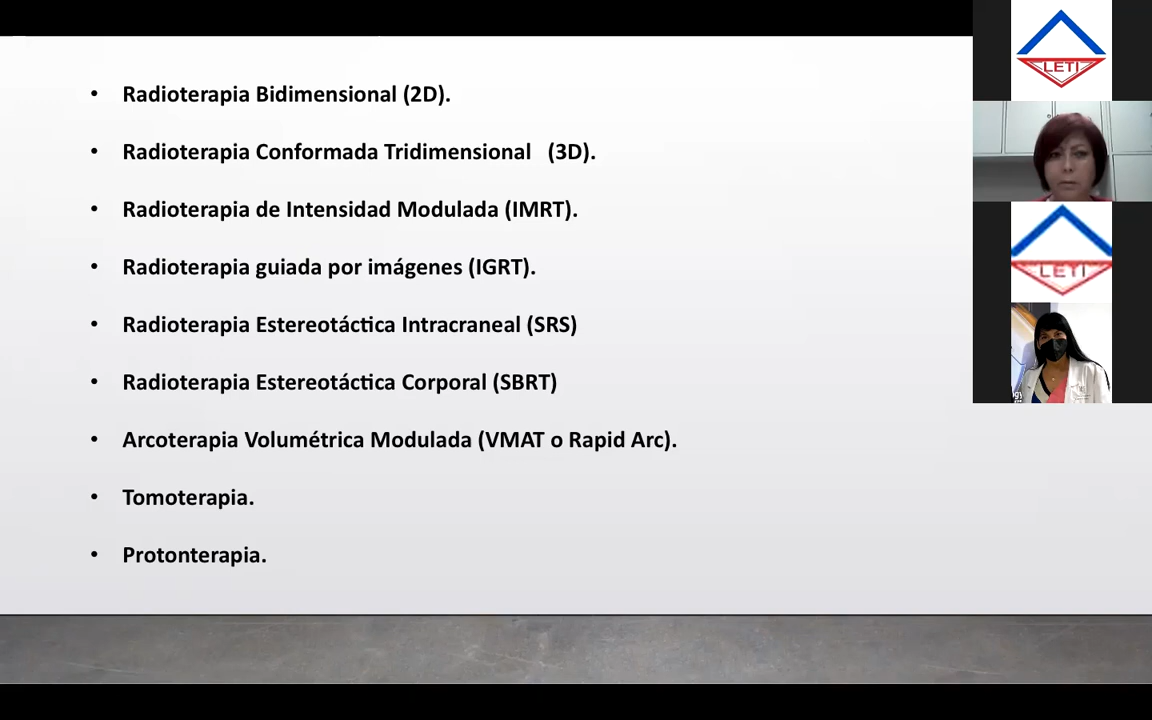 • Radioterapia Bidimensional (2D).
• Radioterapia Conformada Tridimensional (3D).
• Radioterapia de Intensidad Modulada (IMRT).
• Radioterapia guiada por imágenes (IGRT).
• Radioterapia Estereotáctica Intracraneal (SRS)
• Radioterapia Estereotáctica Corporal (SBRT)
• Arcoterapia Volumétrica Modulada (VMAT o Rapid Arc).
• Tomoterapia.
• Protonterapia.
LETI
LETI